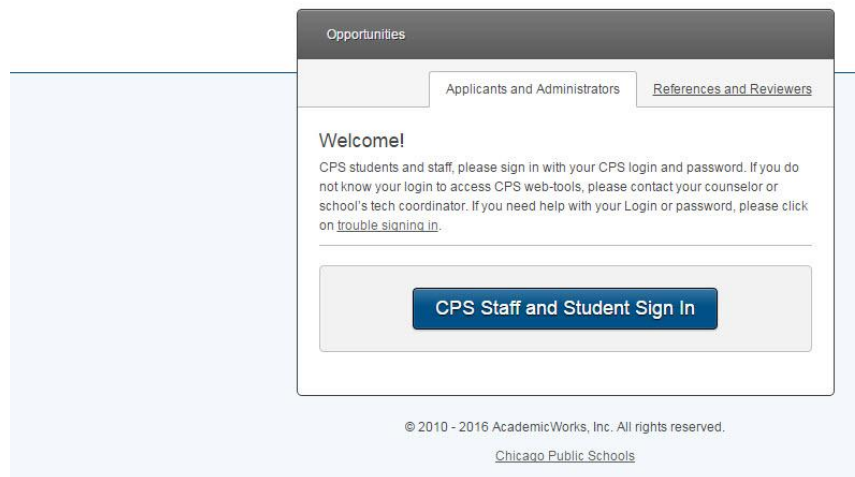 Opportunities
Applicants and Administrators
References and Reviewers
Welcome!
CPS students and staff, please sign in with your CPS login and password. If you do
not know your login to access CPS web-tools, please contact your counselor or
school's tech coordinator. If you need help with your Login or password, please click
on trouble signing in.
CPS Staff and Student Sign In
© 2010 - 2016 AcademicWorks, Inc. All rights reserved.
Chicago Public Schools